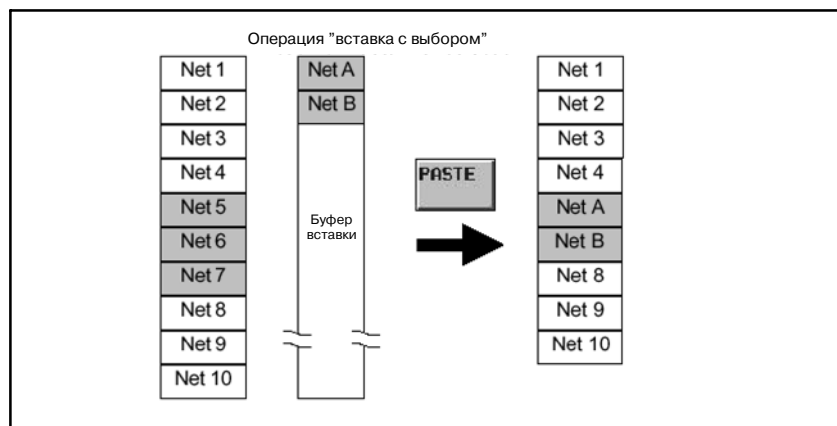 Операция ”вставка с выбором”
Net 1
Net 2
Net 3
Net 4
Net 5
Net 6
Net 7
Net 8
Net 9
Net 10
Net A
Net B
Буфер
вставки
PASTE
Net 1
Net 2
Net 3
Net 4
Net A
Net B
Net 8
Net 9
Net 10